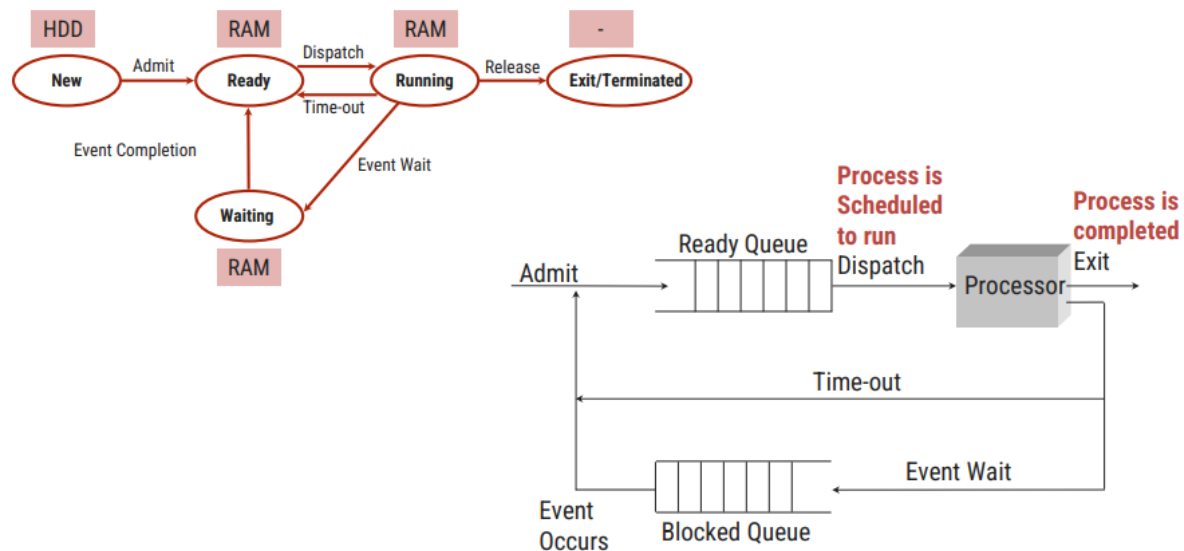 HDD
RAM
RAM
-
New
Admit
Ready
Dispatch
Time-out
Running
Release
Exit/Terminated
Event Completion
Event Wait
Waiting
RAM
Process is
Scheduled
to run
Process is
completed
Ready Queue
Admit
Dispatch
Processor
Exit
Time-out
Event Wait
Event
Occurs
Blocked Queue